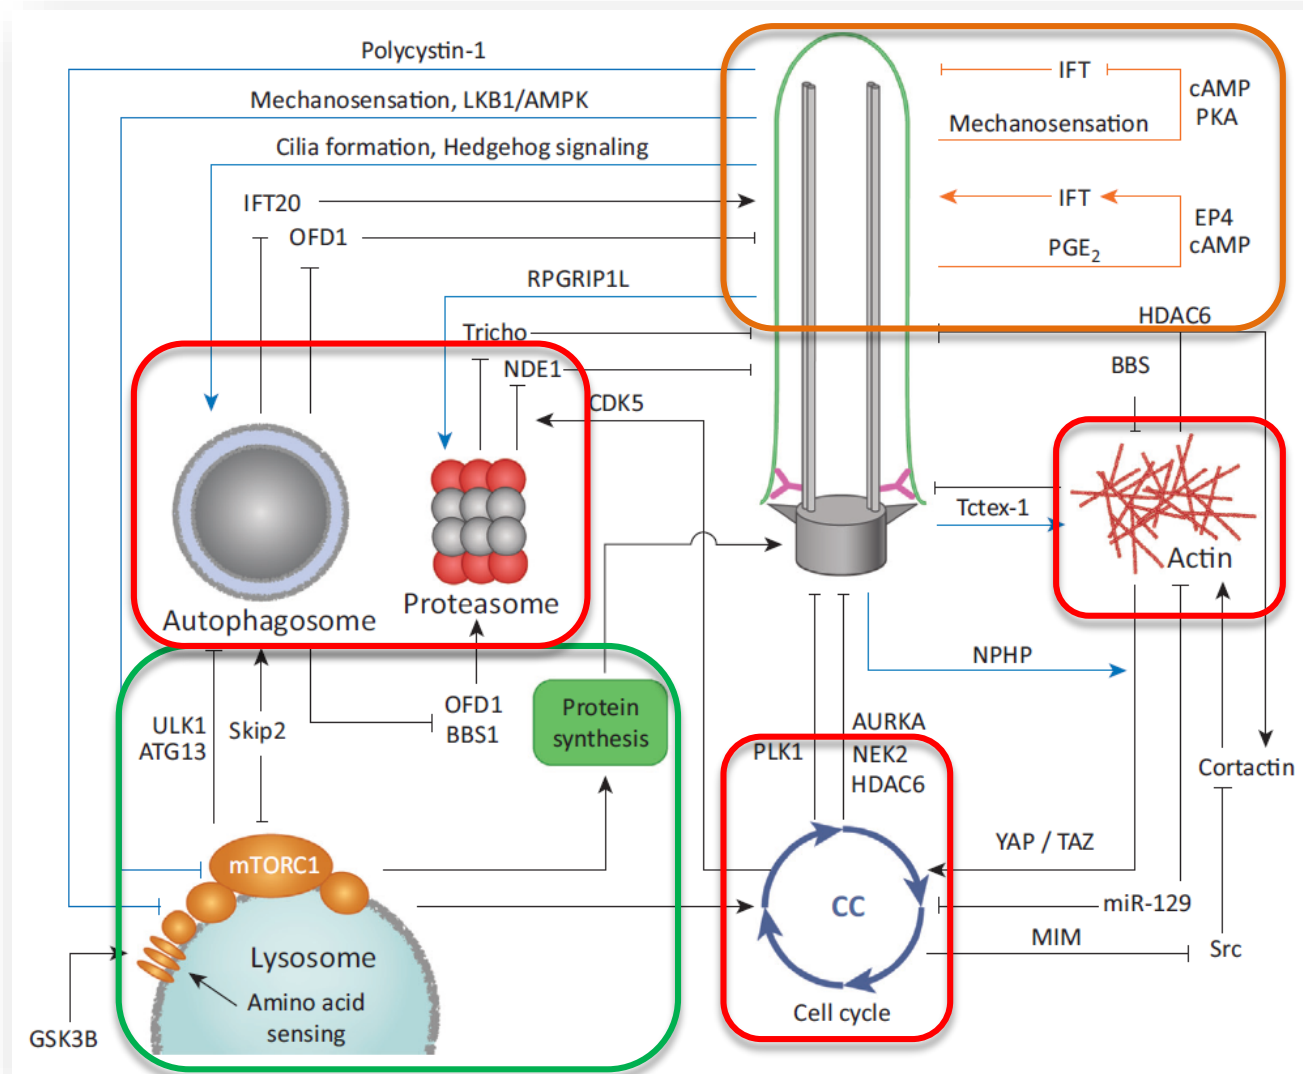 Polycystin-1
Mechanosensation, LKB1/AMPK
Cilia formation, Hedgehog signaling
IFT20
OFD1
RPGRIP1L
Tricho
NDE1
CDK5
IFT
cAMP
PKA
Mechanosensation
IFT
EP4
cAMP
PGE2
HDAC6
BBS
Tctex-1
Actin
Autophagosome
Proteasome
NPHP
ULK1
ATG13
Skip2
OFD1
BBS1
Protein
synthesis
PLK1
AURKA
NEK2
HDAC6
Cortactin
mTORC1
YAP / TAZ
CC
miR-129
MIM
Src
Lysosome
Amino acid
sensing
Cell cycle
GSK3B